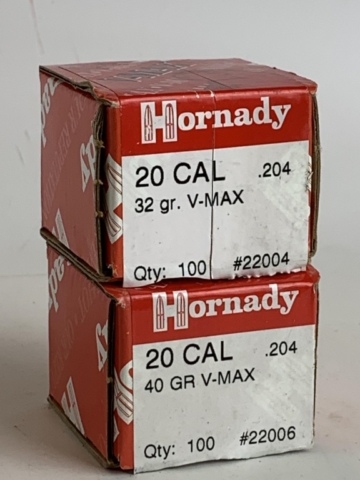 Hornady
20 CAL .204
32 gr. V-MAX
Qty: 100 #22004
Hornady
20 CAL .204
40 GR V-MAX
Qty: 100 #22006